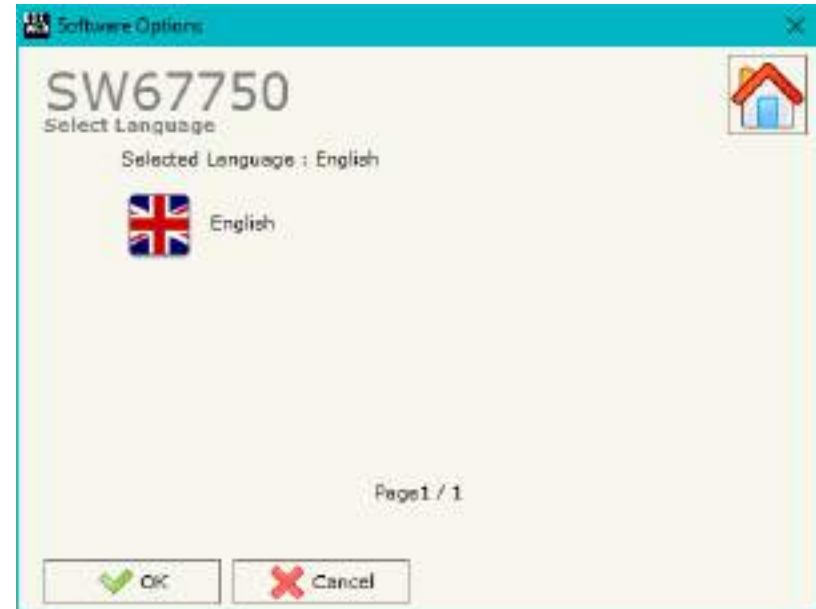 Software Options
SW67750
Select Language
Selected Language : English
English
Page1 / 1
OK
Cancel